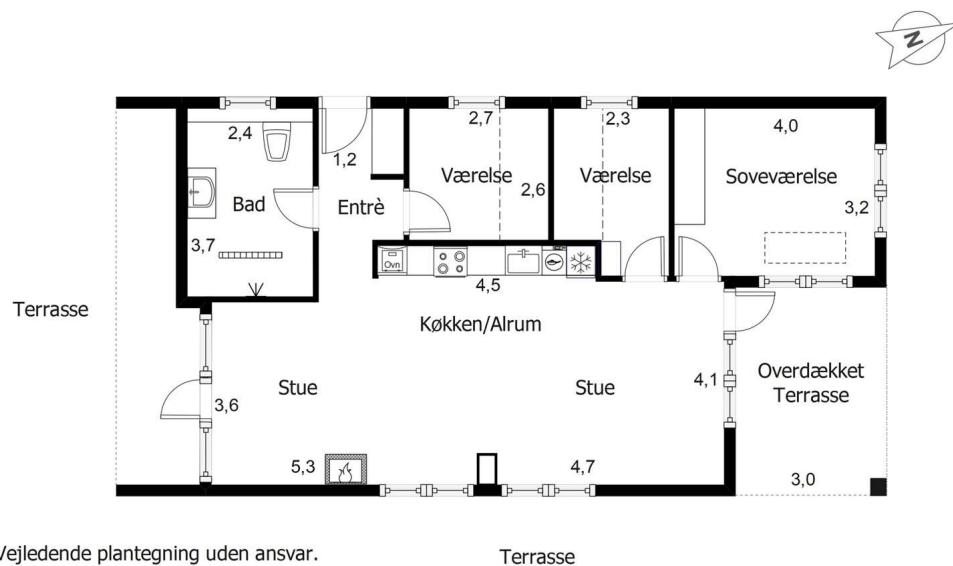 N
2,4
1,2
2,7
2,3
4,0
Værelse
2,6
Værelse
Soveværelse
Bad
Entrè
3,2
3,7
Ovn
4,5
Terrasse
Køkken/Alrum
Overdækket
Terrasse
Stue
Stue
4,1
3,6
5,3
4,7
3,0
Vejledende plantegning uden ansvar.
Terrasse